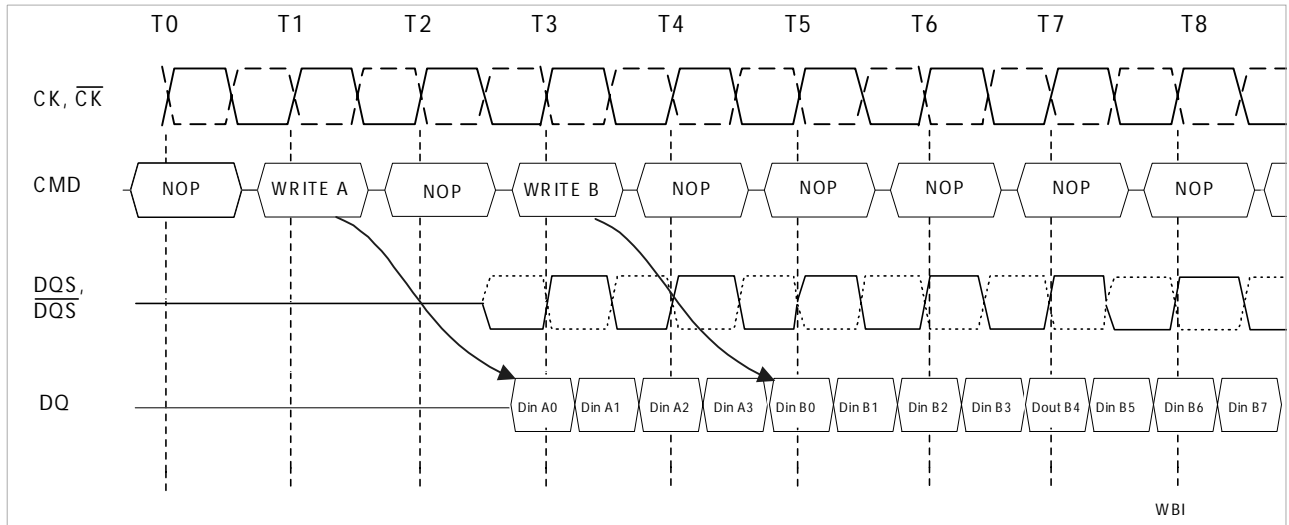 T0 T1 T2 T3 T4 T5 T6 T7 T8
CK, CK
CMD NOP WRITE A NOP WRITE B NOP NOP NOP NOP NOP
DQS,
DQS
DQ Din A0 Din A1 Din A2 Din A3 Din B0 Din B1 Din B2 Din B3 Dout B4 Din B5 Din B6 Din B7
WBI